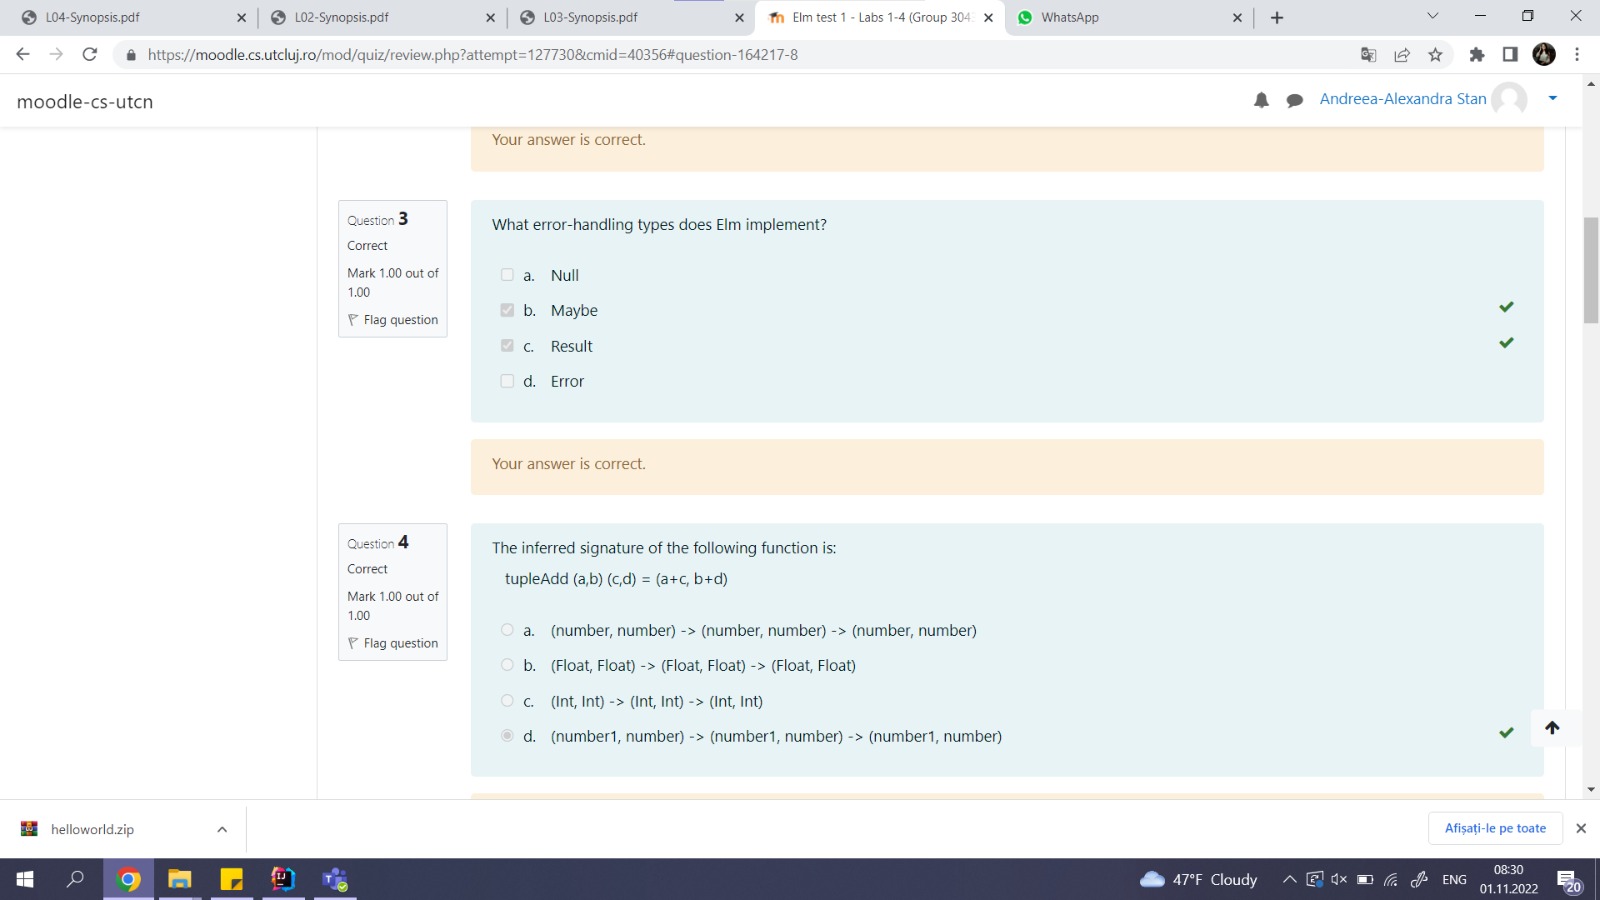 L04-Synopsis.pdf
L02-Synopsis.pdf
L03-Synopsis.pdf
Elm test 1 - Labs 1-4 (Group 304
WhatsApp
https://moodle.cs.utcluj.ro/mod/quiz/review.php?attempt=127730&cmid=40356#question-164217-8
moodle-cs-utcn
Andreea-Alexandra Stan
Your answer is correct.
Question 3
Correct
Mark 1.00 out of
1.00
Flag question
What error-handling types does Elm implement?
a. Null
b. Maybe
c. Result
d. Error
Your answer is correct.
Question 4
Correct
Mark 1.00 out of
1.00
Flag question
The inferred signature of the following function is:
tupleAdd (a,b) (c,d) = (a+c, b+d)
a. (number, number) -> (number, number) -> (number, number)
b. (Float, Float) -> (Float, Float) -> (Float, Float)
c. (Int, Int) -> (Int, Int) -> (Int, Int)
d. (number1, number) -> (number1, number) -> (number1, number)
helloworld.zip
Afișați-le pe toate
47°F Cloudy
ENG
08:30
01.11.2022
20